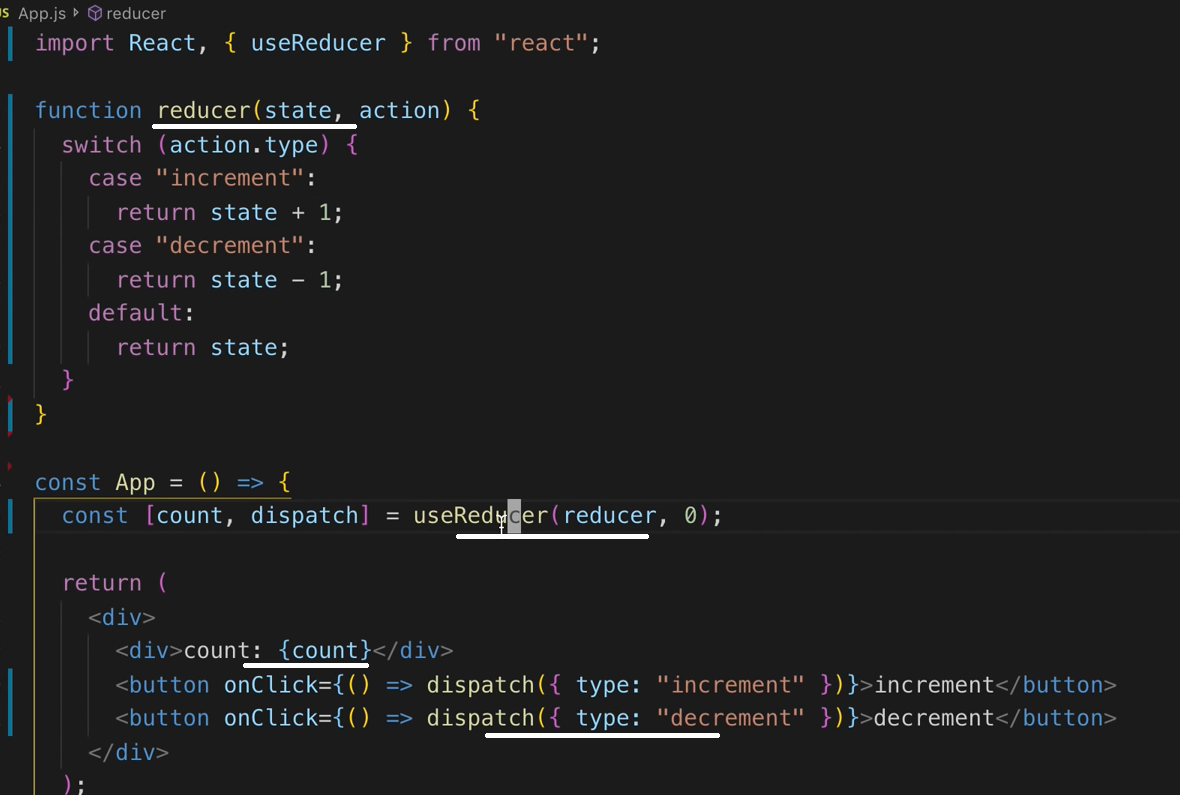 JS App.js reducer
import React, { useReducer } from "react";
function reducer(state, action) {
switch (action.type) {
case "increment":
return state + 1;
case "decrement":
return state - 1;
default:
return state;
}
}
const App = () => {
const [count, dispatch] = useReducer(reducer, 0);
return (
<div>
<div>count: {count}</div>
<button onClick={() => dispatch({ type: "increment" })}>increment</button>
<button onClick={() => dispatch({ type: "decrement" })}>decrement</button>
</div>
);